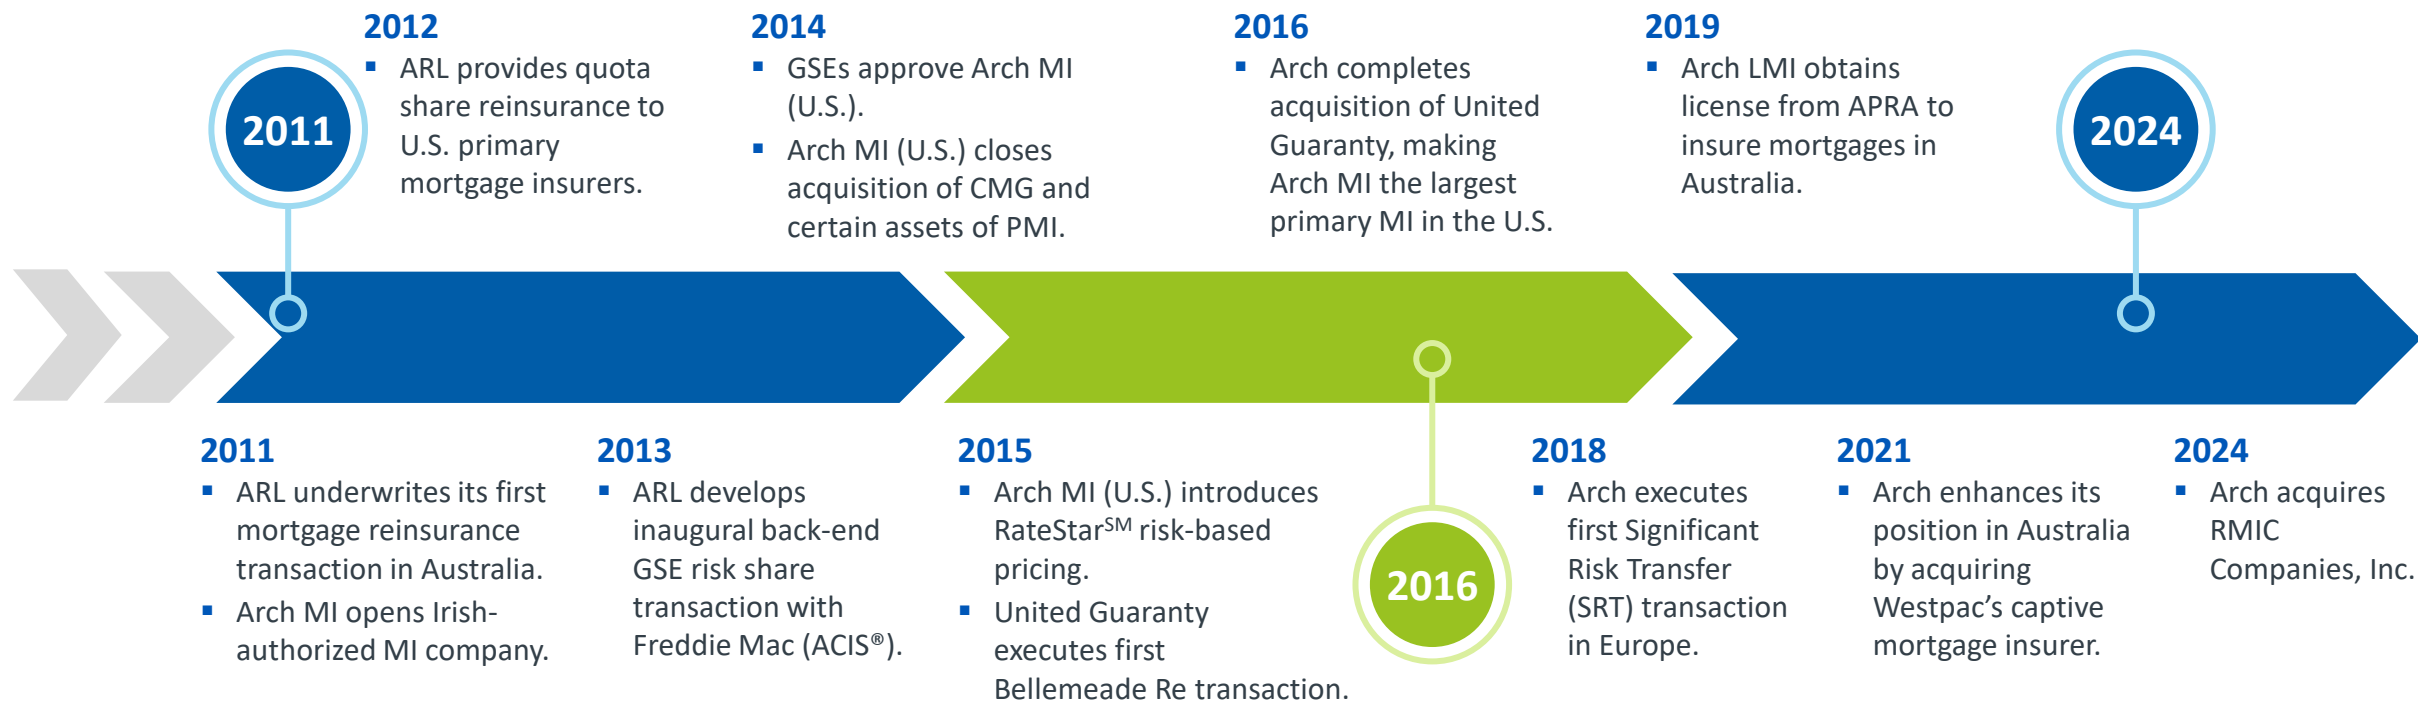 2012
▪ ARL provides quota
share reinsurance to
U.S. primary
mortgage insurers.
2014
▪ GSEs approve Arch MI
(U.S.).
▪ Arch MI (U.S.) closes
acquisition of CMG and
certain assets of PMI.
2016
▪ Arch completes
acquisition of United
Guaranty, making
Arch MI the largest
primary MI in the U.S.
2019
▪ Arch LMI obtains
license from APRA to
insure mortgages in
Australia.
2011
2024
2011
▪ ARL underwrites its first
mortgage reinsurance
transaction in Australia.
▪ Arch MI opens Irish-
authorized MI company.
2013
▪ ARL develops
inaugural back-end
GSE risk share
transaction with
Freddie Mac (ACIS®).
2015
▪ Arch MI (U.S.) introduces
RateStar℠ risk-based
pricing.
▪ United Guaranty
executes first
Bellemeade Re transaction.
2016
2018
▪ Arch executes
first Significant
Risk Transfer
(SRT) transaction
in Europe.
2021
▪ Arch enhances its
position in Australia
by acquiring
Westpac’s captive
mortgage insurer.
2024
▪ Arch acquires
RMIC
Companies, Inc.